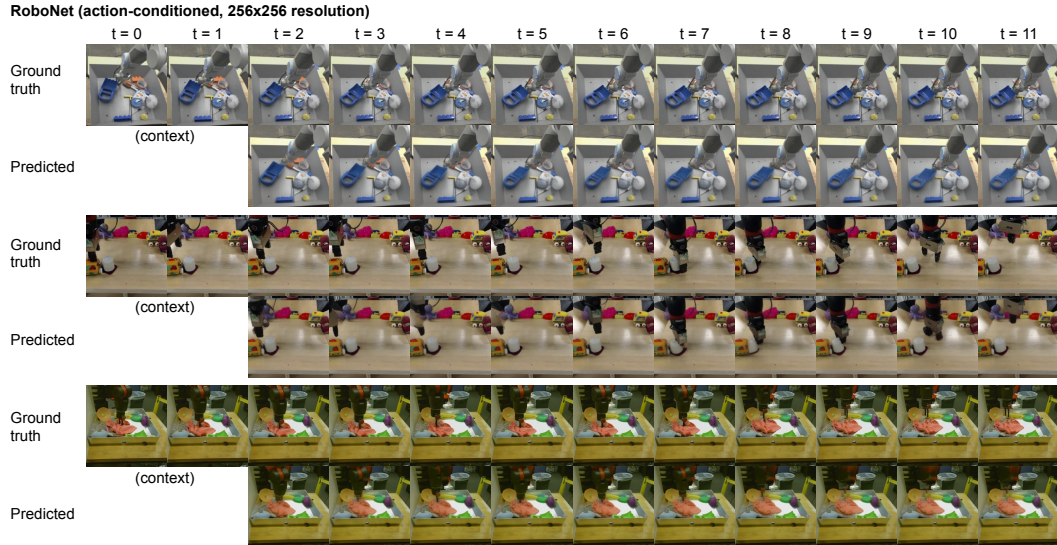 RoboNet (action-conditioned, 256x256 resolution)
t = 0 t = 1 t = 2 t = 3 t = 4 t = 5 t = 6 t = 7 t = 8 t = 9 t = 10 t = 11
Ground
truth
(context)
Predicted
Ground
truth
(context)
Predicted
Ground
truth
(context)
Predicted